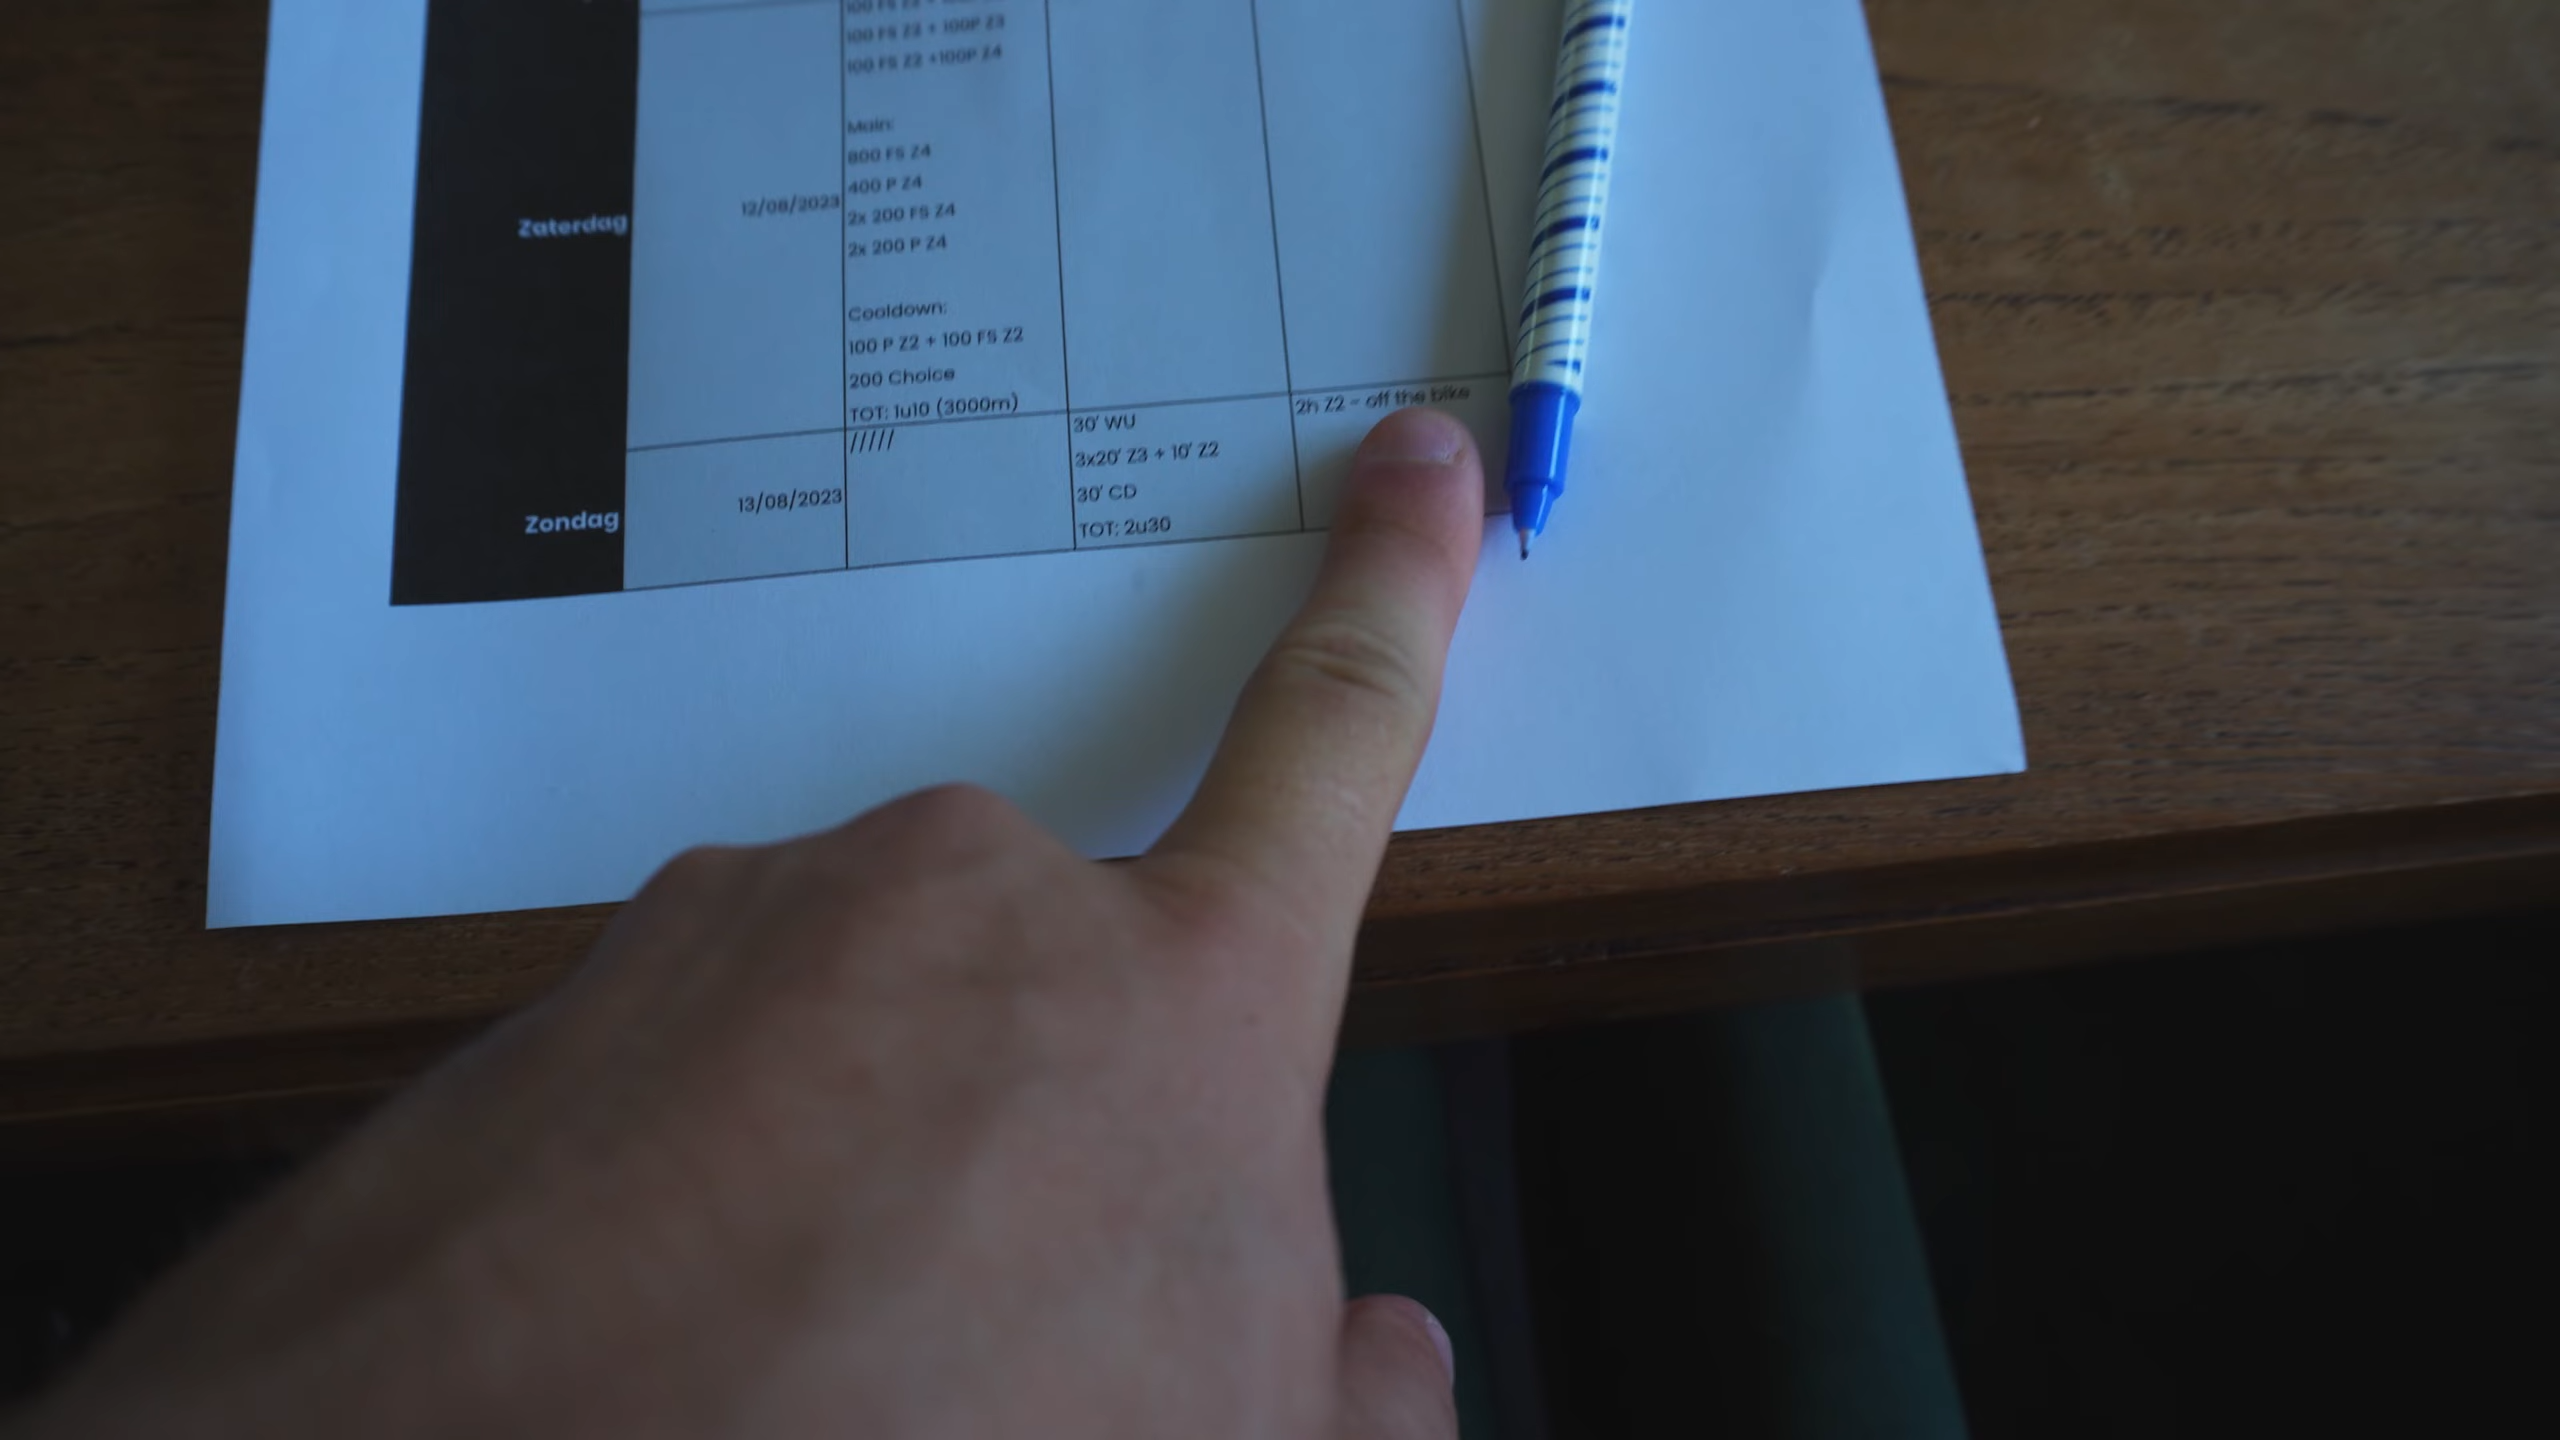 100 FS Z2 + 100P Z3
100 FS Z2 +100P Z4
Main:
800 FS Z4
400 P Z4
2x 200 FS Z4
2x 200 P Z4
Cooldown:
100 P Z2 + 100 FS Z2
200 Choice
TOT: 1u10 (3000m)
Zaterdag
12/08/2023
Zondag
13/08/2023
/////
30' WU
3x20' Z3 + 10' Z2
30' CD
TOT: 2u30
2h Z2 - off the bike